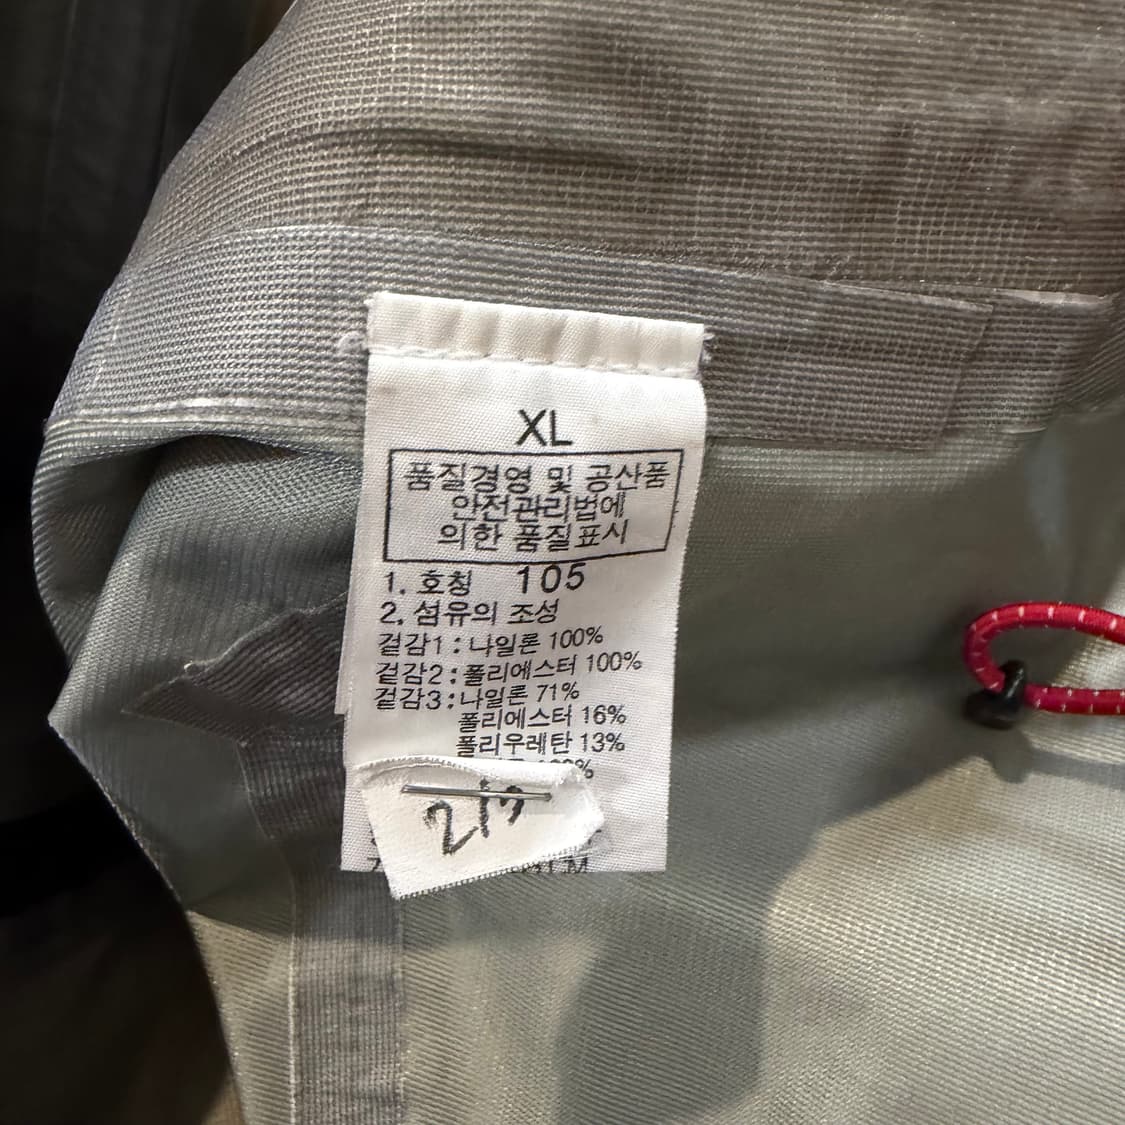 XL
품질경영 및 공산품
안전관리법에
의한 품질표시
1. 호칭 105
2. 섬유의 조성
겉감1 : 나일론 100%
겉감2 : 폴리에스터 100%
겉감3 : 나일론 71%
폴리에스터 16%
폴리우레탄 13%